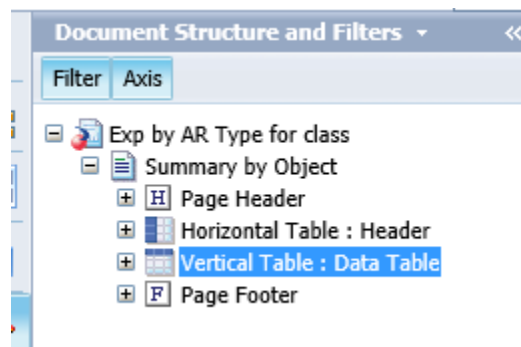 Document Structure and Filters
Filter Axis
Exp by AR Type for class
Summary by Object
H Page Header
Horizontal Table : Header
Vertical Table : Data Table
F Page Footer